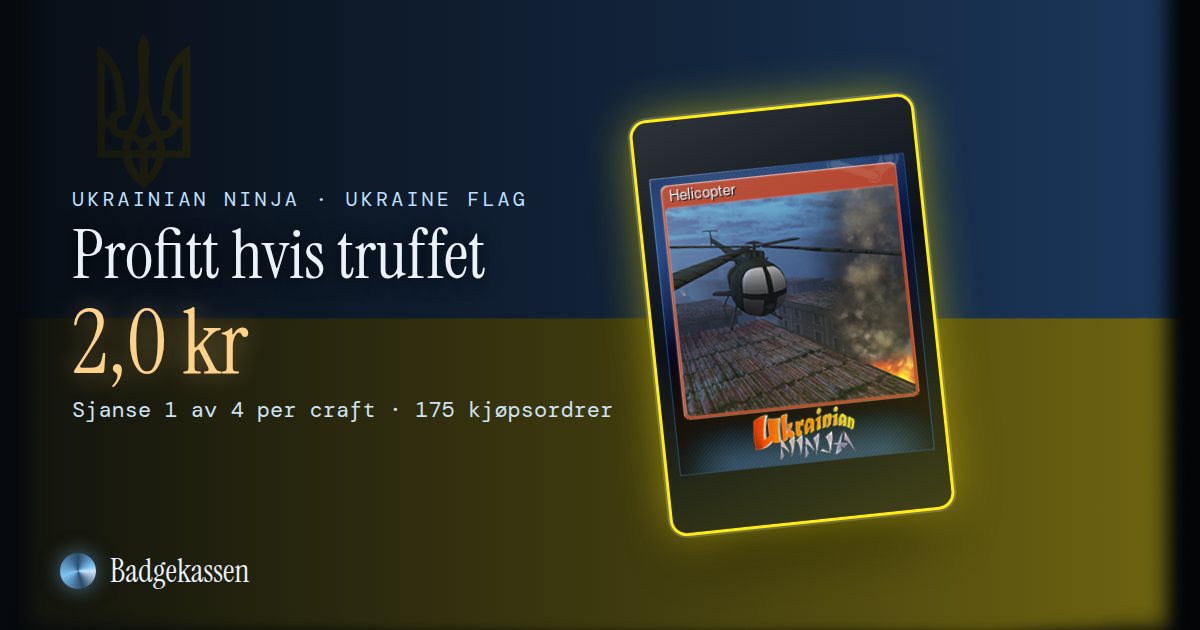 UKRAINIAN NINJA · UKRAINE FLAG
Profitt hvis truffet
2,0 kr
Sjanse 1 av 4 per craft · 175 kjøpsordrer
Helicopter
Ukrainian
NINJA
Badgekassen